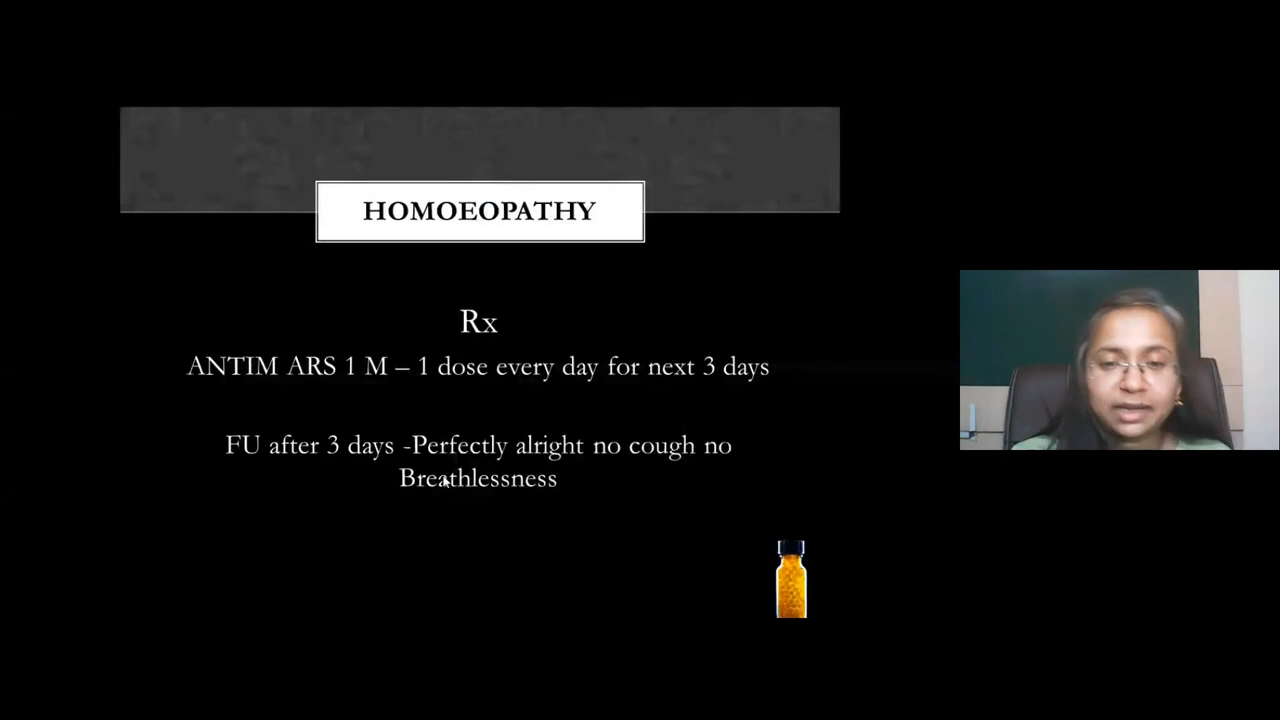 HOMOEOPATHY
Rx
ANTIM ARS 1 M – 1 dose every day for next 3 days
FU after 3 days -Perfectly alright no cough no
Breathlessness